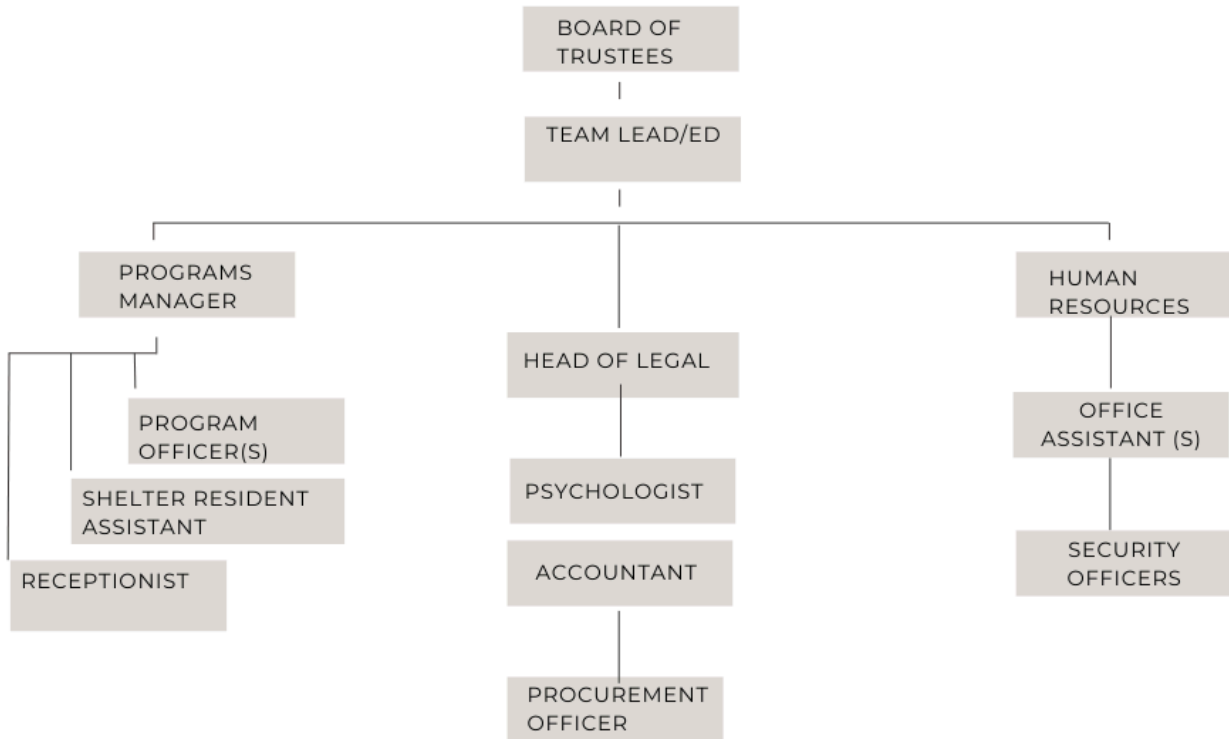 BOARD OF
TRUSTEES
TEAM LEAD/ED
PROGRAMS
MANAGER
HUMAN
RESOURCES
HEAD OF LEGAL
PROGRAM
OFFICER(S)
OFFICE
ASSISTANT (S)
SHELTER RESIDENT
ASSISTANT
PSYCHOLOGIST
RECEPTIONIST
ACCOUNTANT
SECURITY
OFFICERS
PROCUREMENT
OFFICER